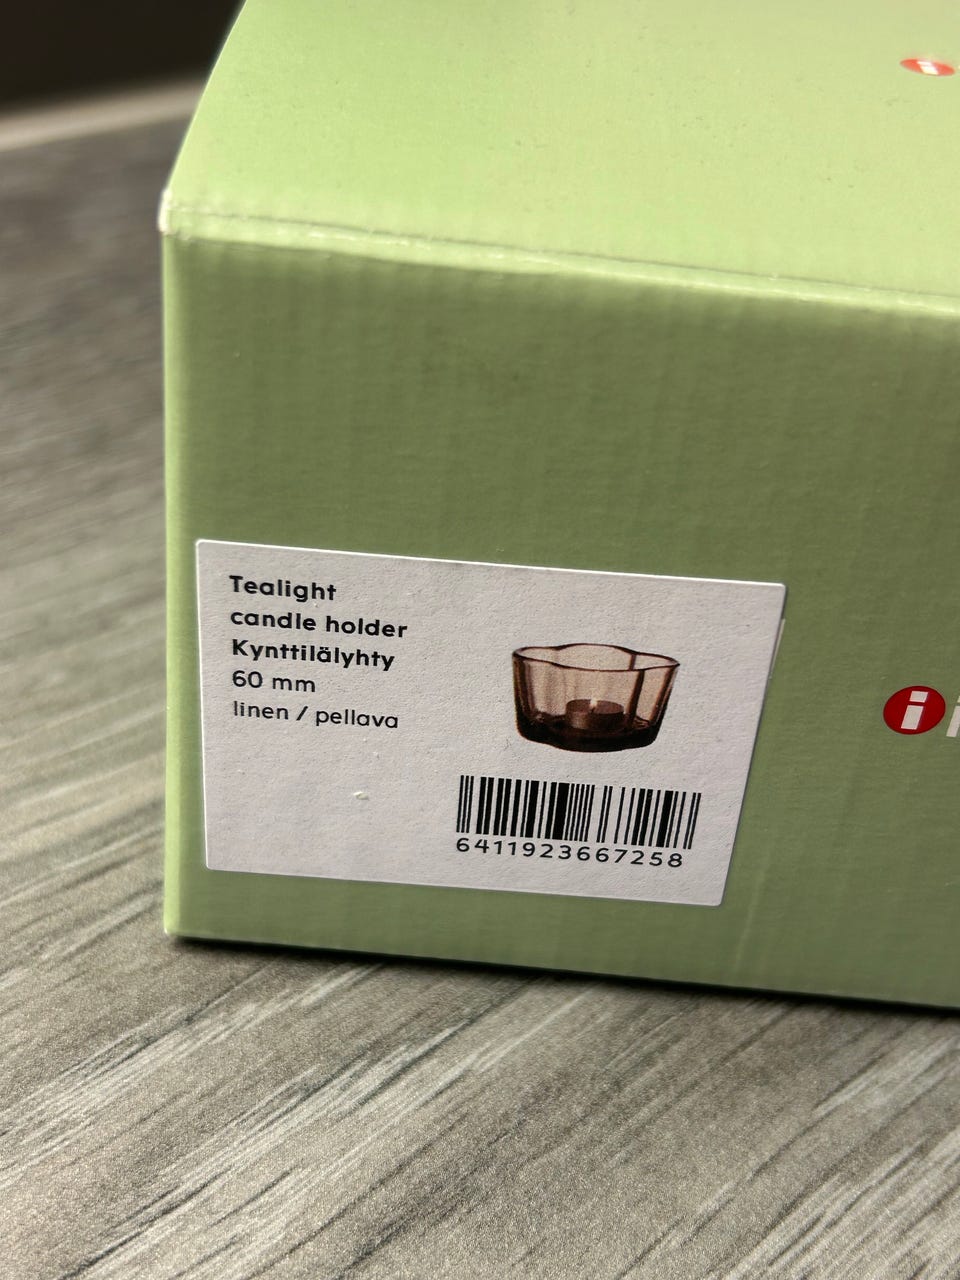 Tealight
candle holder
Kynttilälyhty
60 mm
linen / pellava
6411923667258
i
i